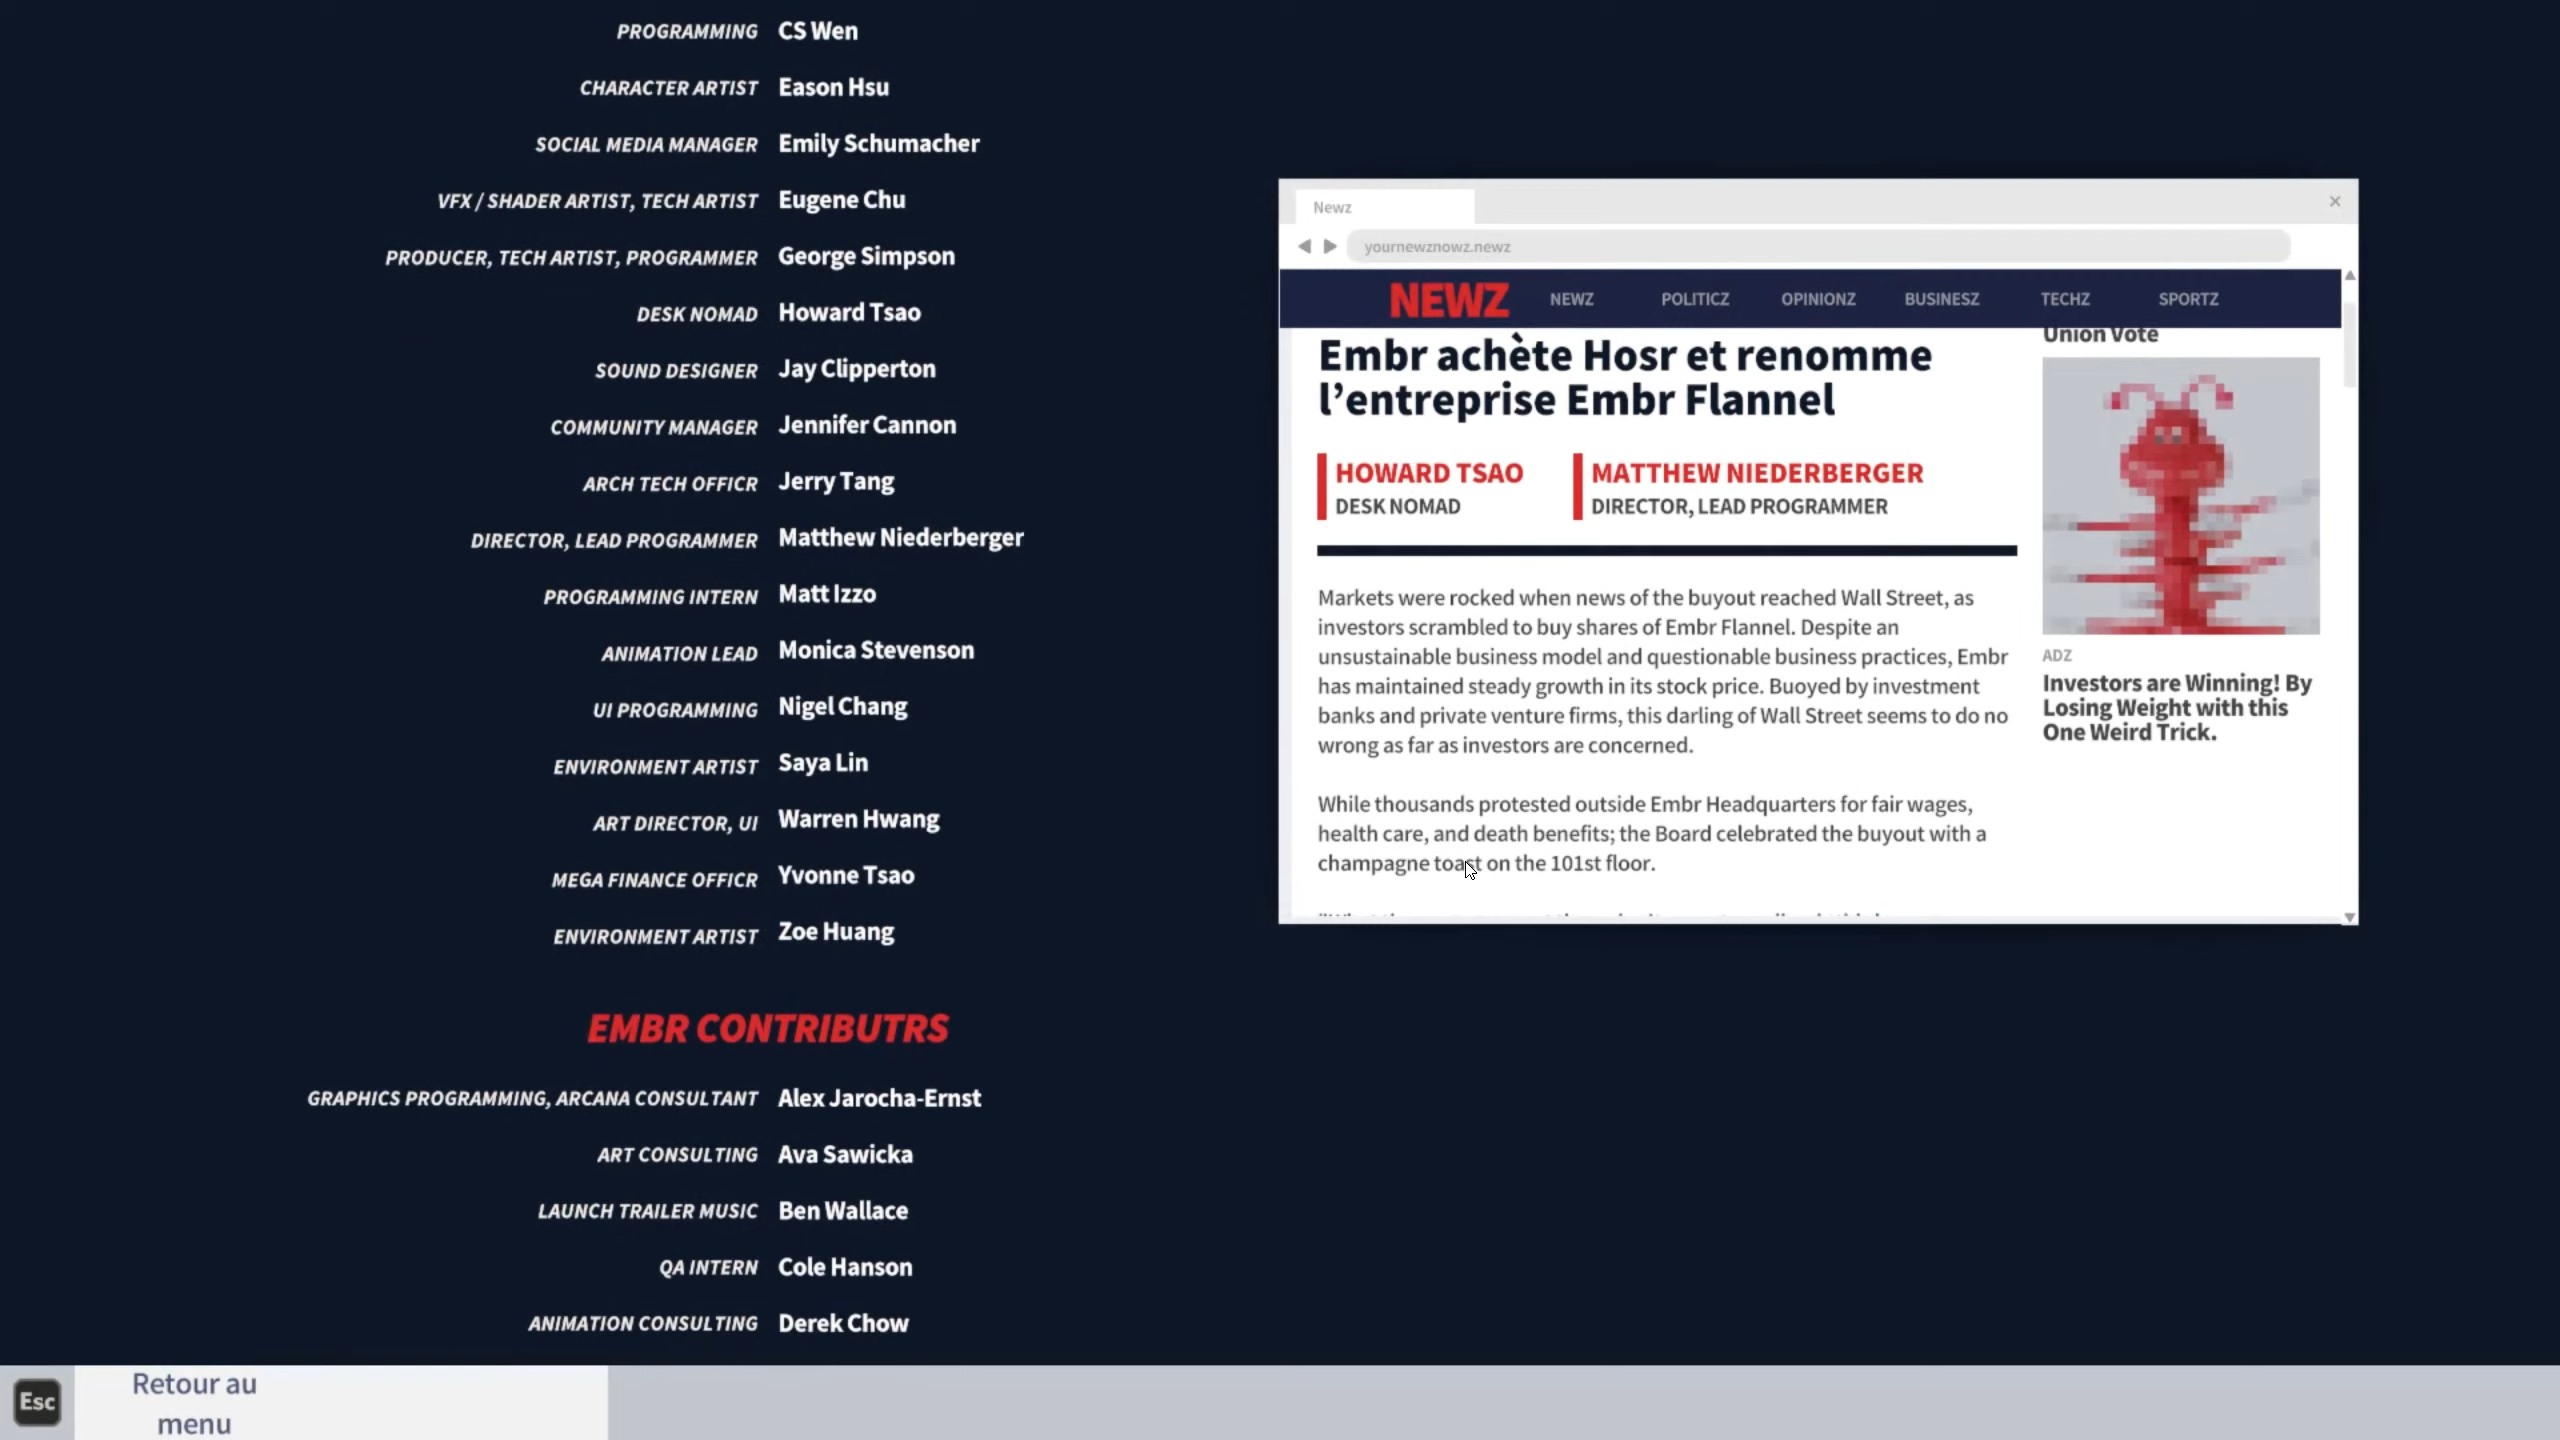 PROGRAMMING CS Wen
CHARACTER ARTIST Eason Hsu
SOCIAL MEDIA MANAGER Emily Schumacher
VFX / SHADER ARTIST, TECH ARTIST Eugene Chu
PRODUCER, TECH ARTIST, PROGRAMMER George Simpson
DESK NOMAD Howard Tsao
SOUND DESIGNER Jay Clipperton
COMMUNITY MANAGER Jennifer Cannon
ARCH TECH OFFICR Jerry Tang
DIRECTOR, LEAD PROGRAMMER Matthew Niederberger
PROGRAMMING INTERN Matt Izzo
ANIMATION LEAD Monica Stevenson
UI PROGRAMMING Nigel Chang
ENVIRONMENT ARTIST Saya Lin
ART DIRECTOR, UI Warren Hwang
MEGA FINANCE OFFICR Yvonne Tsao
ENVIRONMENT ARTIST Zoe Huang
EMBR CONTRIBUTRS
GRAPHICS PROGRAMMING, ARCANA CONSULTANT Alex Jarocha-Ernst
ART CONSULTING Ava Sawicka
LAUNCH TRAILER MUSIC Ben Wallace
QA INTERN Cole Hanson
ANIMATION CONSULTING Derek Chow
Newz
yournewznowz.newz
NEWZ NEWZ POLITICZ OPINIONZ BUSINESZ TECHZ SPORTZ
Embr achète Hosr et renomme
l’entreprise Embr Flannel
HOWARD TSAO
DESK NOMAD
MATTHEW NIEDERBERGER
DIRECTOR, LEAD PROGRAMMER
Markets were rocked when news of the buyout reached Wall Street, as
investors scrambled to buy shares of Embr Flannel. Despite an
unsustainable business model and questionable business practices, Embr
has maintained steady growth in its stock price. Buoyed by investment
banks and private venture firms, this darling of Wall Street seems to do no
wrong as far as investors are concerned.
While thousands protested outside Embr Headquarters for fair wages,
health care, and death benefits; the Board celebrated the buyout with a
champagne toast on the 101st floor.
Union Vote
ADZ
Investors are Winning! By
Losing Weight with this
One Weird Trick.
Esc
Retour au
menu